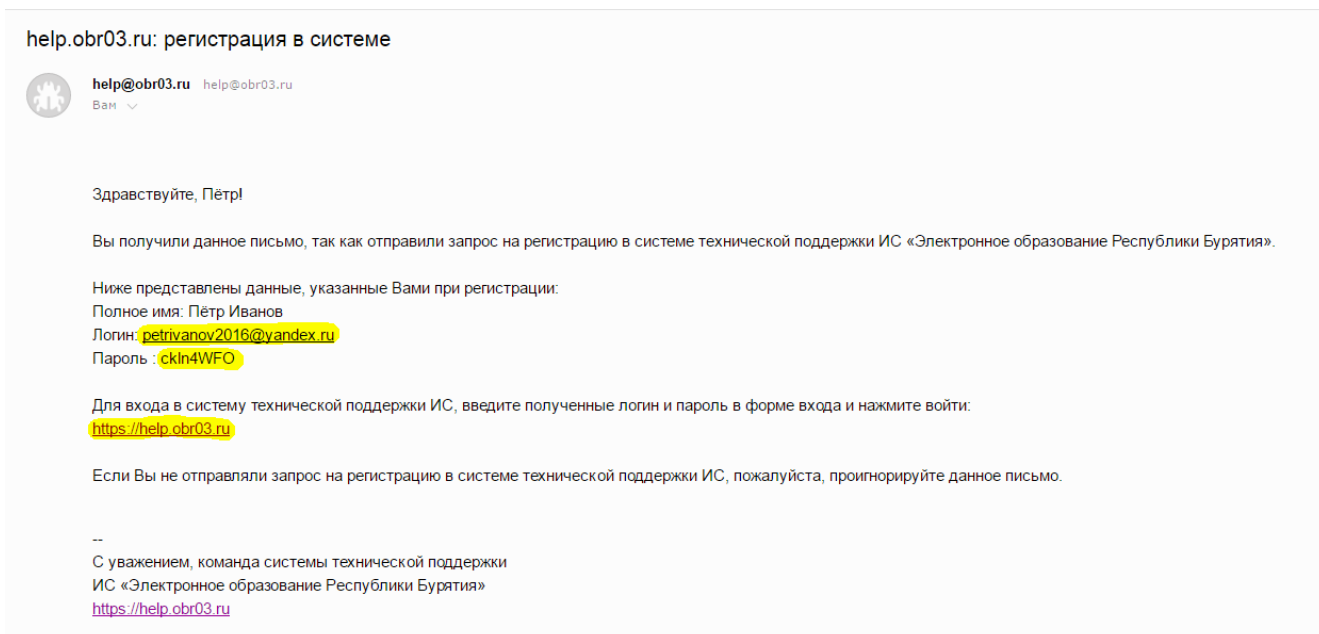 help.obr03.ru: регистрация в системе
help@obr03.ru help@obr03.ru
Вам
Здравствуйте, Пётр!
Вы получили данное письмо, так как отправили запрос на регистрацию в системе технической поддержки ИС «Электронное образование Республики Бурятия».
Ниже представлены данные, указанные Вами при регистрации:
Полное имя: Пётр Иванов
Логин: petrivanov2016@yandex.ru
Пароль : ckln4WFO
Для входа в систему технической поддержки ИС, введите полученные логин и пароль в форме входа и нажмите войти:
https://help.obr03.ru
Если Вы не отправляли запрос на регистрацию в системе технической поддержки ИС, пожалуйста, проигнорируйте данное письмо.
--
С уважением, команда системы технической поддержки
ИС «Электронное образование Республики Бурятия»
https://help.obr03.ru